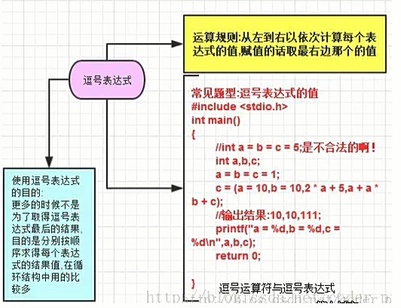 运算规则:从左到右以依次计算每个表
达式的值,赋值的话取最右边那个的值
逗号表达式
常见题型:逗号表达式的值
#include <stdio.h>
int main()
{
//int a = b = c = 5;是不合法的啊!
int a,b,c;
a = b = c = 1;
c = (a = 10,b = 10,2 * a + 5,a + a *
b + c);
//输出结果:10,10,111;
printf("a = %d,b = %d,c =
%d\n",a,b,c);
return 0;
}
使用逗号表达式
的目的:
更多的时候不是
为了取得逗号表
达式最后的结果,
目的是分别按顺
序求得每个表达
式的结果值,在循
环结构中用的比
较多
逗号运算符与逗号表达式